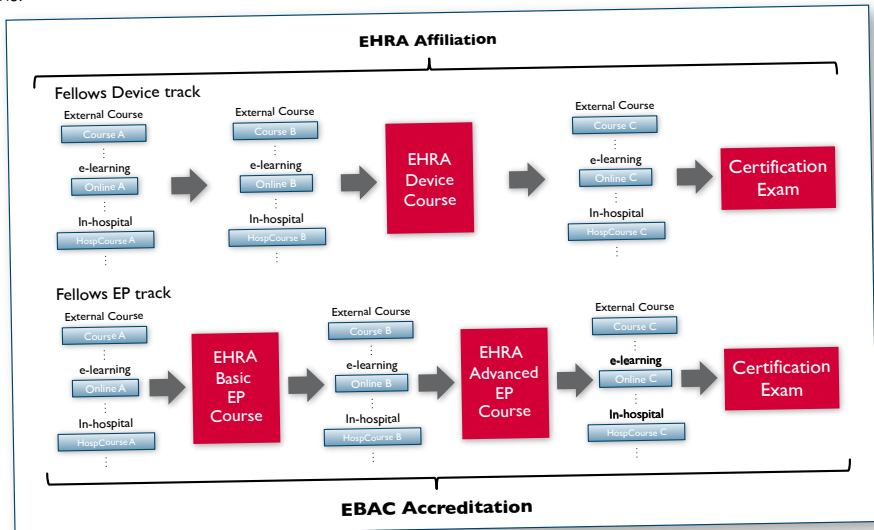 EHRA Affiliation
Fellows Device track
External Course
Course A
e-learning
Online A
In-hospital
HospCourse A
External Course
Course B
e-learning
Online B
In-hospital
HospCourse B
EHRA
Device
Course
External Course
Course C
e-learning
Online C
In-hospital
HospCourse C
Certification
Exam
Fellows EP track
External Course
Course A
e-learning
Online A
In-hospital
HospCourse A
EHRA
Basic
EP
Course
External Course
Course B
e-learning
Online B
In-hospital
HospCourse B
EHRA
Advanced
EP
Course
External Course
Course C
e-learning
Online C
In-hospital
HospCourse C
Certification
Exam
EBAC Accreditation